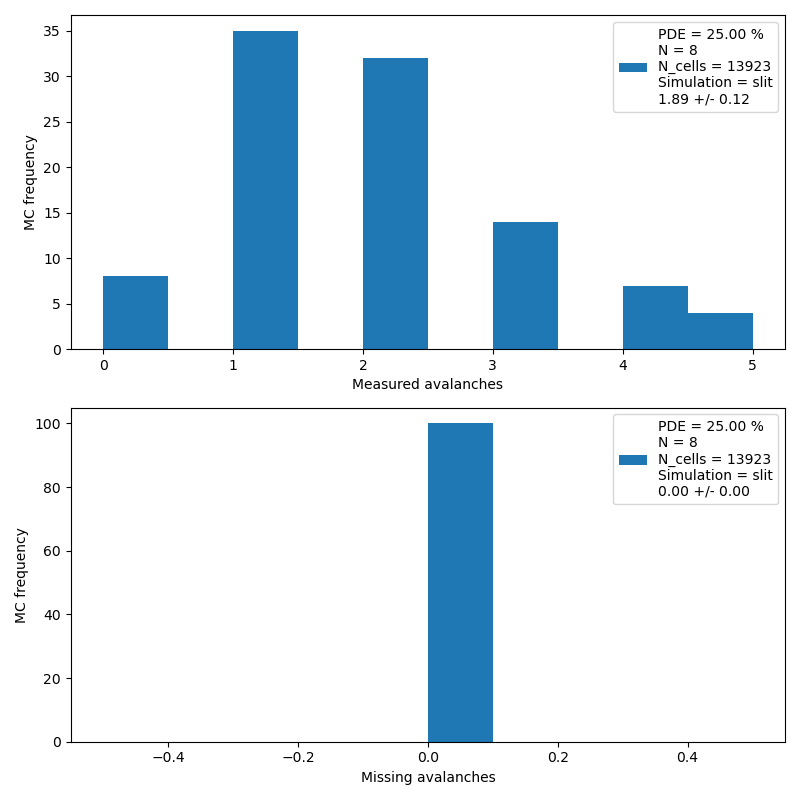 35
30
25
20
15
10
5
0
MC frequency
PDE = 25.00 %
N = 8
N_cells = 13923
Simulation = slit
1.89 +/- 0.12
0 1 2 3 4 5
Measured avalanches
100
80
60
40
20
0
MC frequency
PDE = 25.00 %
N = 8
N_cells = 13923
Simulation = slit
0.00 +/- 0.00
−0.4 −0.2 0.0 0.2 0.4
Missing avalanches